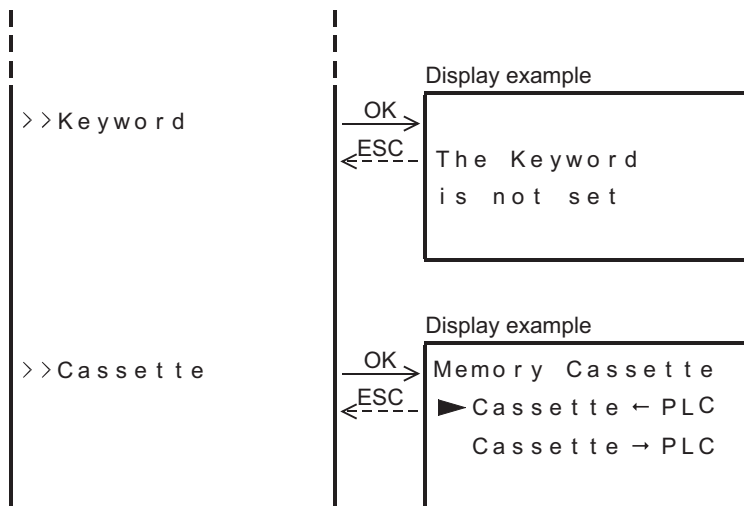 Display example
>>Keyword
OK
ESC
The Keyword
is not set
Display example
>>Cassette
OK
ESC
Memory Cassette
▶Cassette ← PLC
Cassette → PLC